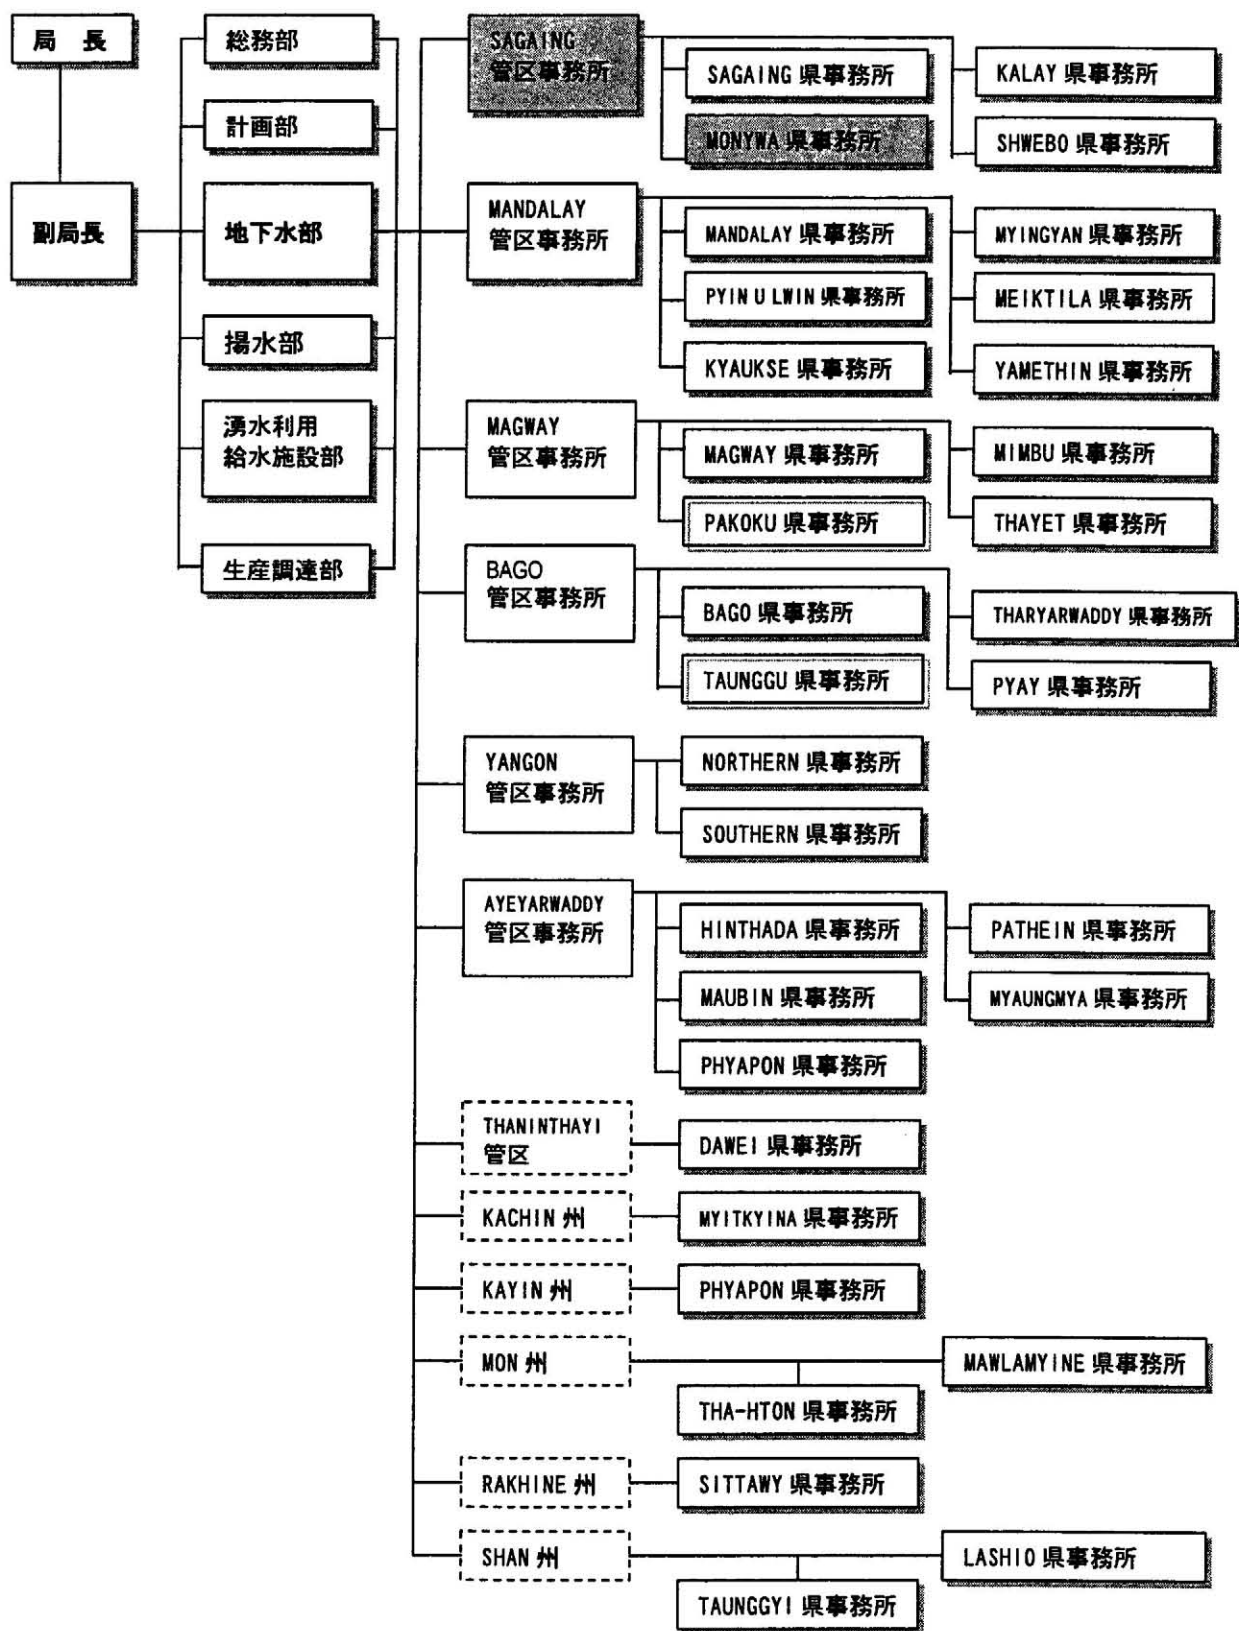 局 長
副局長
総務部
計画部
地下水部
揚水部
湧水利用
給水施設部
生産調達部
SAGAING
管区事務所
SAGAING 県事務所
MONYWA 県事務所
KALAY 県事務所
SHWEBO 県事務所
MANDALAY
管区事務所
MANDALAY 県事務所
PYIN U LWIN 県事務所
KYAUKSE 県事務所
MYINGYAN 県事務所
MEIKTILA 県事務所
YAMETHIN 県事務所
MAGWAY
管区事務所
MAGWAY 県事務所
PAKOKU 県事務所
MIMBU 県事務所
THAYET 県事務所
BAGO
管区事務所
BAGO 県事務所
TAUNGGU 県事務所
THARYARWADDY 県事務所
PYAY 県事務所
YANGON
管区事務所
NORTHERN 県事務所
SOUTHERN 県事務所
AYEYARWADDY
管区事務所
HINTHADA 県事務所
MAUBIN 県事務所
PHYAPON 県事務所
PATHEIN 県事務所
MYAUNGMYA 県事務所
THANINTHAYI
管区
DAWEI 県事務所
KACHIN 州
MYITKYINA 県事務所
KAYIN 州
PHYAPON 県事務所
MON 州
THA-HTON 県事務所
MAWLAMYINE 県事務所
RAKHINE 州
SITTAWY 県事務所
SHAN 州
TAUNGGYI 県事務所
LASHIO 県事務所